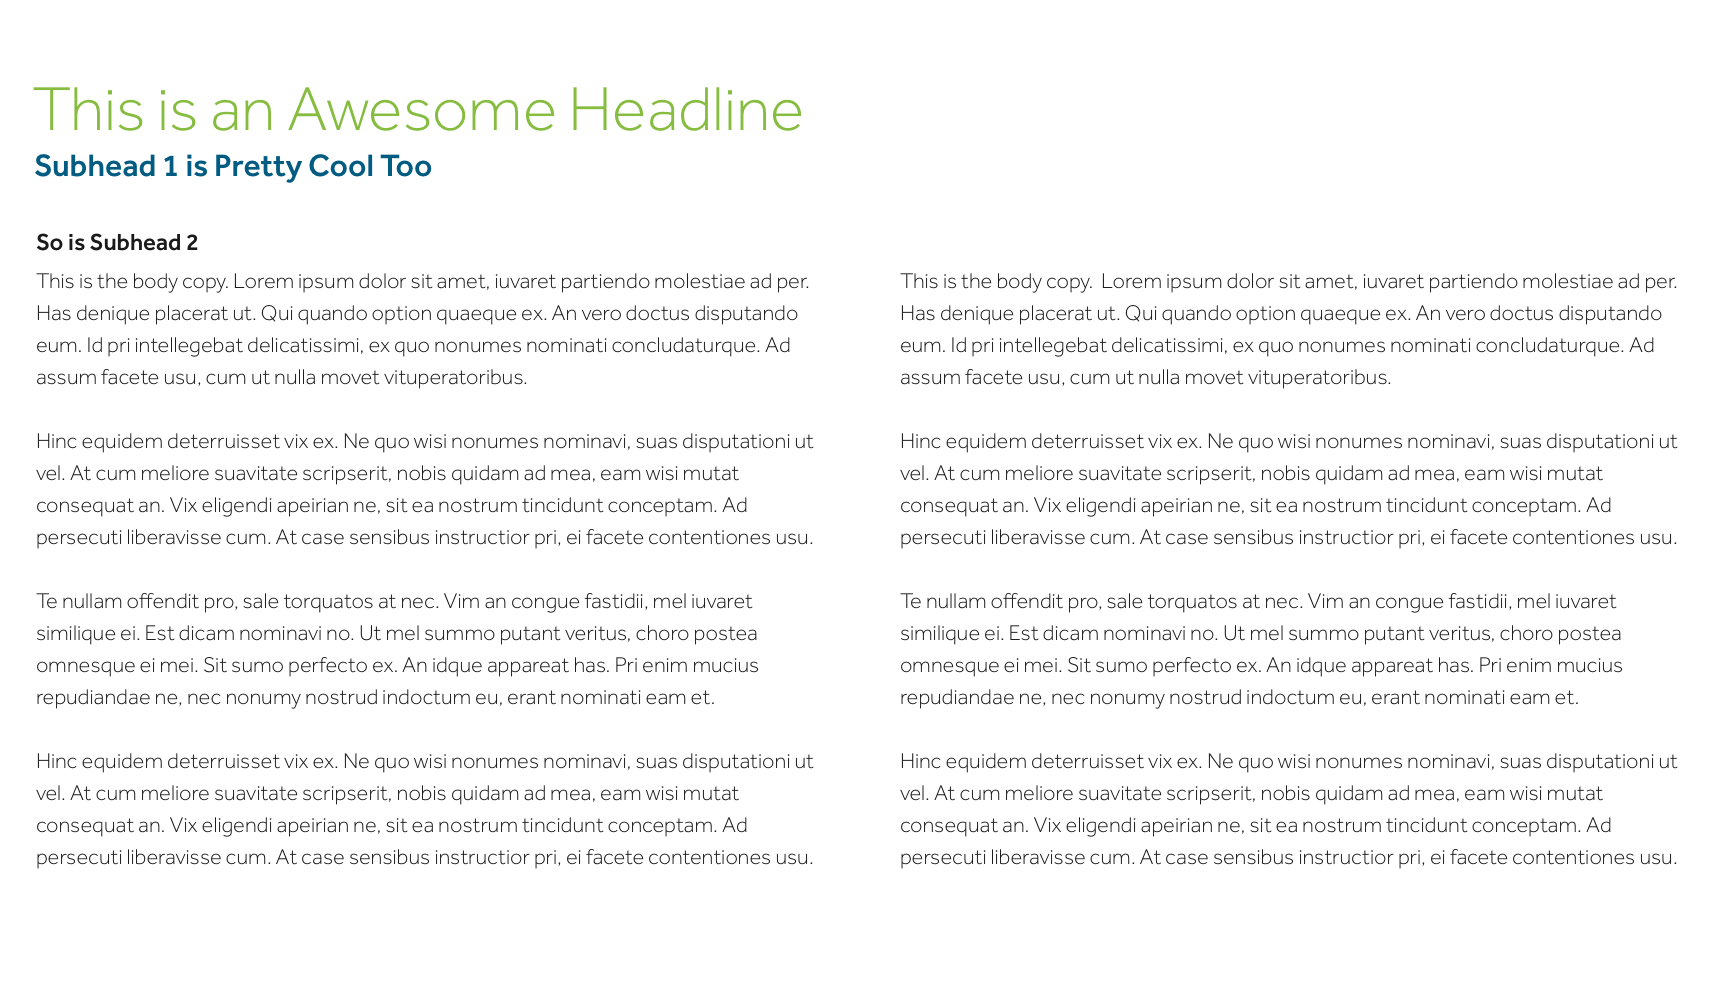 This is an Awesome Headline
Subhead 1 is Pretty Cool Too
So is Subhead 2
This is the body copy. Lorem ipsum dolor sit amet, iuvaret partiendo molestiae ad per.
Has denique placerat ut. Qui quando option quaeque ex. An vero doctus disputando
eum. Id pri intellegebat delicatissimi, ex quo nonumes nominati concludaturque. Ad
assum facete usu, cum ut nulla movet vituperatoribus.
Hinc equidem deterruisset vix ex. Ne quo wisi nonumes nominavi, suas disputationi ut
vel. At cum meliore suavitate scripserit, nobis quidam ad mea, eam wisi mutat
consequat an. Vix eligendi apeirian ne, sit ea nostrum tincidunt conceptam. Ad
persecuti liberavisse cum. At case sensibus instructior pri, ei facete contentiones usu.
Te nullam offendit pro, sale torquatos at nec. Vim an congue fastidii, mel iuvaret
similique ei. Est dicam nominavi no. Ut mel summo putant veritus, choro postea
omnesque ei mei. Sit sumo perfecto ex. An idque appareat has. Pri enim mucius
repudiandae ne, nec nonumy nostrud indoctum eu, erant nominati eam et.
Hinc equidem deterruisset vix ex. Ne quo wisi nonumes nominavi, suas disputationi ut
vel. At cum meliore suavitate scripserit, nobis quidam ad mea, eam wisi mutat
consequat an. Vix eligendi apeirian ne, sit ea nostrum tincidunt conceptam. Ad
persecuti liberavisse cum. At case sensibus instructior pri, ei facete contentiones usu.
This is the body copy.  Lorem ipsum dolor sit amet, iuvaret partiendo molestiae ad per.
Has denique placerat ut. Qui quando option quaeque ex. An vero doctus disputando
eum. Id pri intellegebat delicatissimi, ex quo nonumes nominati concludaturque. Ad
assum facete usu, cum ut nulla movet vituperatoribus.
Hinc equidem deterruisset vix ex. Ne quo wisi nonumes nominavi, suas disputationi ut
vel. At cum meliore suavitate scripserit, nobis quidam ad mea, eam wisi mutat
consequat an. Vix eligendi apeirian ne, sit ea nostrum tincidunt conceptam. Ad
persecuti liberavisse cum. At case sensibus instructior pri, ei facete contentiones usu.
Te nullam offendit pro, sale torquatos at nec. Vim an congue fastidii, mel iuvaret
similique ei. Est dicam nominavi no. Ut mel summo putant veritus, choro postea
omnesque ei mei. Sit sumo perfecto ex. An idque appareat has. Pri enim mucius
repudiandae ne, nec nonumy nostrud indoctum eu, erant nominati eam et.
Hinc equidem deterruisset vix ex. Ne quo wisi nonumes nominavi, suas disputationi ut
vel. At cum meliore suavitate scripserit, nobis quidam ad mea, eam wisi mutat
consequat an. Vix eligendi apeirian ne, sit ea nostrum tincidunt conceptam. Ad
persecuti liberavisse cum. At case sensibus instructior pri, ei facete contentiones usu.